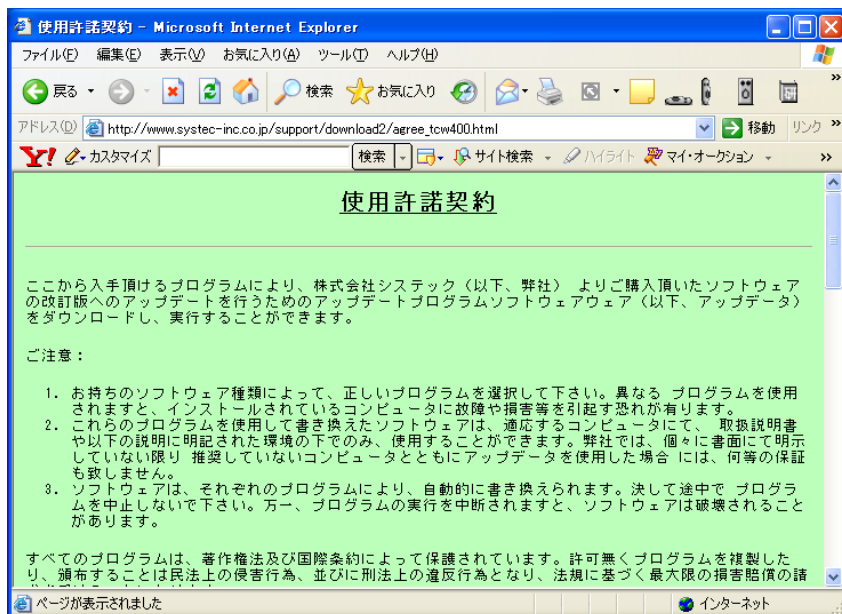 使用許諾契約 - Microsoft Internet Explorer
ファイル(F) 編集(E) 表示(V) お気に入り(A) ツール(T) ヘルプ(H)
戻る 検索 お気に入り »
アドレス(D) http://www.systec-inc.co.jp/support/download2/agree_tcw400.html 移動 リンク »
Y! カスタマイズ 検索 サイト検索 ハイライト マイ・オークション »
使用許諾契約
ここから入手頂けるプログラムにより、株式会社システック（以下、弊社） よりご購入頂いたソフトウェア
の改訂版へのアップデートを行うためのアップデートプログラムソフトウェアウェア（以下、アップデータ）
をダウンロードし、実行することができます。
ご注意：
1. お持ちのソフトウェア種類によって、正しいプログラムを選択して下さい。異なる プログラムを使用
されますと、インストールされているコンピュータに故障や損害等を引起す恐れが有ります。
2. これらのプログラムを使用して書き換えたソフトウェアは、適応するコンピュータにて、 取扱説明書
や以下の説明に明記された環境の下でのみ、使用することができます。弊社では、個々に書面にて明示
していない限り 推奨していないコンピュータとともにアップデータを使用した場合 には、何等の保証
も致しません。
3. ソフトウェアは、それぞれのプログラムにより、自動的に書き換えられます。決して途中で プログラ
ムを中止しないで下さい。万一、プログラムの実行を中断されますと、ソフトウェアは破壊されること
があります。
すべてのプログラムは、著作権法及び国際条約によって保護されています。許可無くプログラムを複製した
り、頒布することは民法上の侵害行為、並びに刑法上の違反行為となり、法規に基づく最大限の損害賠償の請
ページが表示されました インターネット